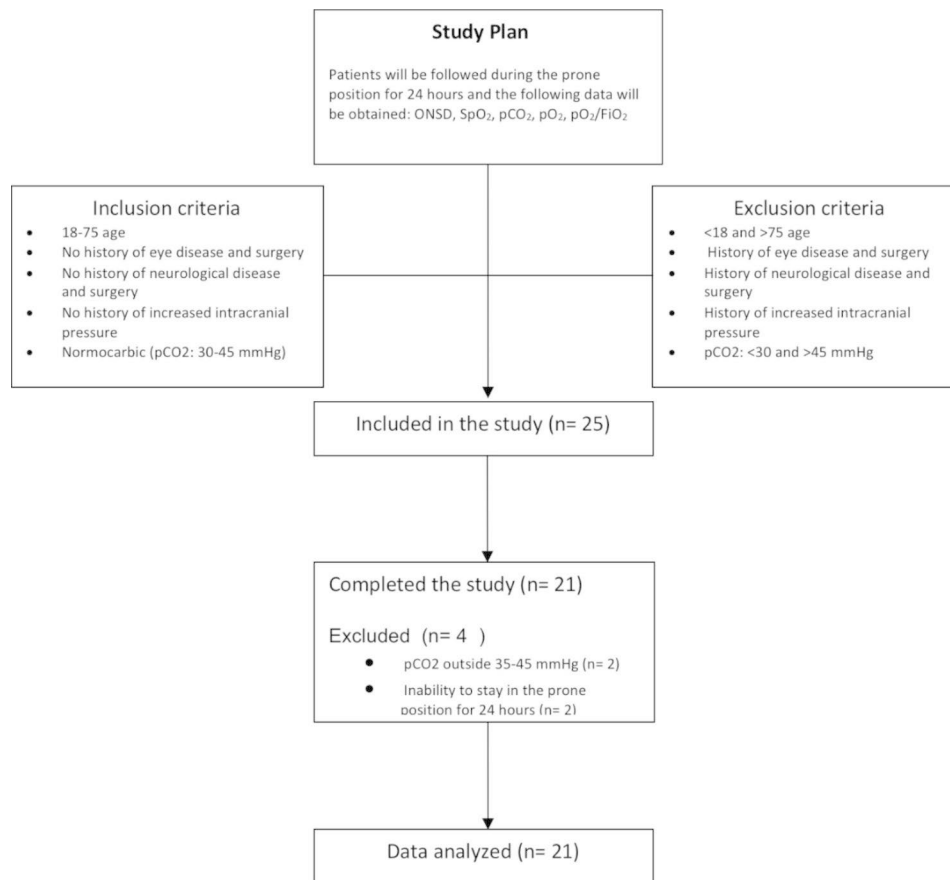 Study Plan
Patients will be followed during the prone
position for 24 hours and the following data will
be obtained: ONSD, SpO₂, pCO₂, pO₂, pO₂/FiO₂
Inclusion criteria
• 18-75 age
• No history of eye disease and surgery
• No history of neurological disease
and surgery
• No history of increased intracranial
pressure
• Normocarbic (pCO2: 30-45 mmHg)
Exclusion criteria
• <18 and >75 age
• History of eye disease and surgery
• History of neurological disease and
surgery
• History of increased intracranial
pressure
• pCO2: <30 and >45 mmHg
Included in the study (n= 25)
Completed the study (n= 21)
Excluded (n= 4 )
• pCO2 outside 35-45 mmHg (n= 2)
• Inability to stay in the prone
position for 24 hours (n= 2)
Data analyzed (n= 21)